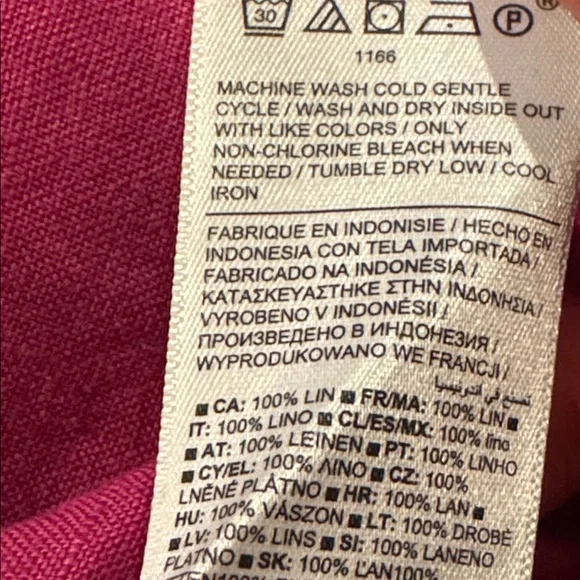 30 P ®
1166
MACHINE WASH COLD GENTLE
CYCLE / WASH AND DRY INSIDE OUT
WITH LIKE COLORS / ONLY
NON-CHLORINE BLEACH WHEN
NEEDED / TUMBLE DRY LOW / COOL
IRON
FABRIQUE EN INDONISIE / HECHO EN
INDONESIA CON TELA IMPORTADA /
FABRICADO NA INDONÉSIA /
ΚΑΤΑΣΚΕΥΑΣΤΗΚΕ ΣΤΗΝ ΙΝΔΟΝΗΣΙΑ /
VYROBENO V INDONÉSII /
ПРОИЗВЕДЕНО В ИНДОНЕЗИЯ /
WYPRODUKOWANO WE FRANCJI /
تصنع في اندونيسيا
■ CA: 100% LIN ■ FR/MA: 100% LIN ■
IT: 100% LINO ■ CL/ES/MX: 100% lino
■ AT: 100% LEINEN ■ PT: 100% LINHO
■ CY/EL: 100% ΛΙΝΟ ■ CZ: 100%
LNĚNÉ PLÁTNO ■ HR: 100% LAN ■
HU: 100% VÁSZON ■ LT: 100% DROBĖ
■ LV: 100% LINS ■ SI: 100% LANENO
PLATNO ■ SK: 100% ĽAN100%